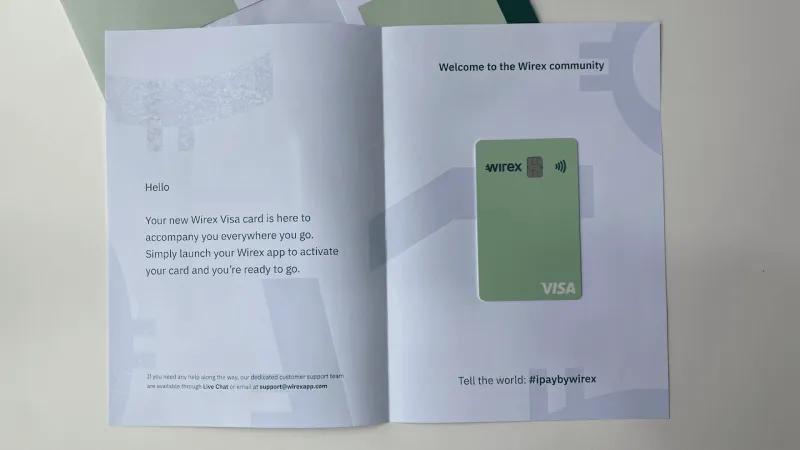 Hello
Your new Wirex Visa card is here to
accompany you everywhere you go.
Simply launch your Wirex app to activate
your card and you're ready to go.
If you need any help along the way, our dedicated customer support team
are available through Live Chat or email at support@wirexapp.com
Welcome to the Wirex community
wirex
VISA
Tell the world: #ipaybywirex